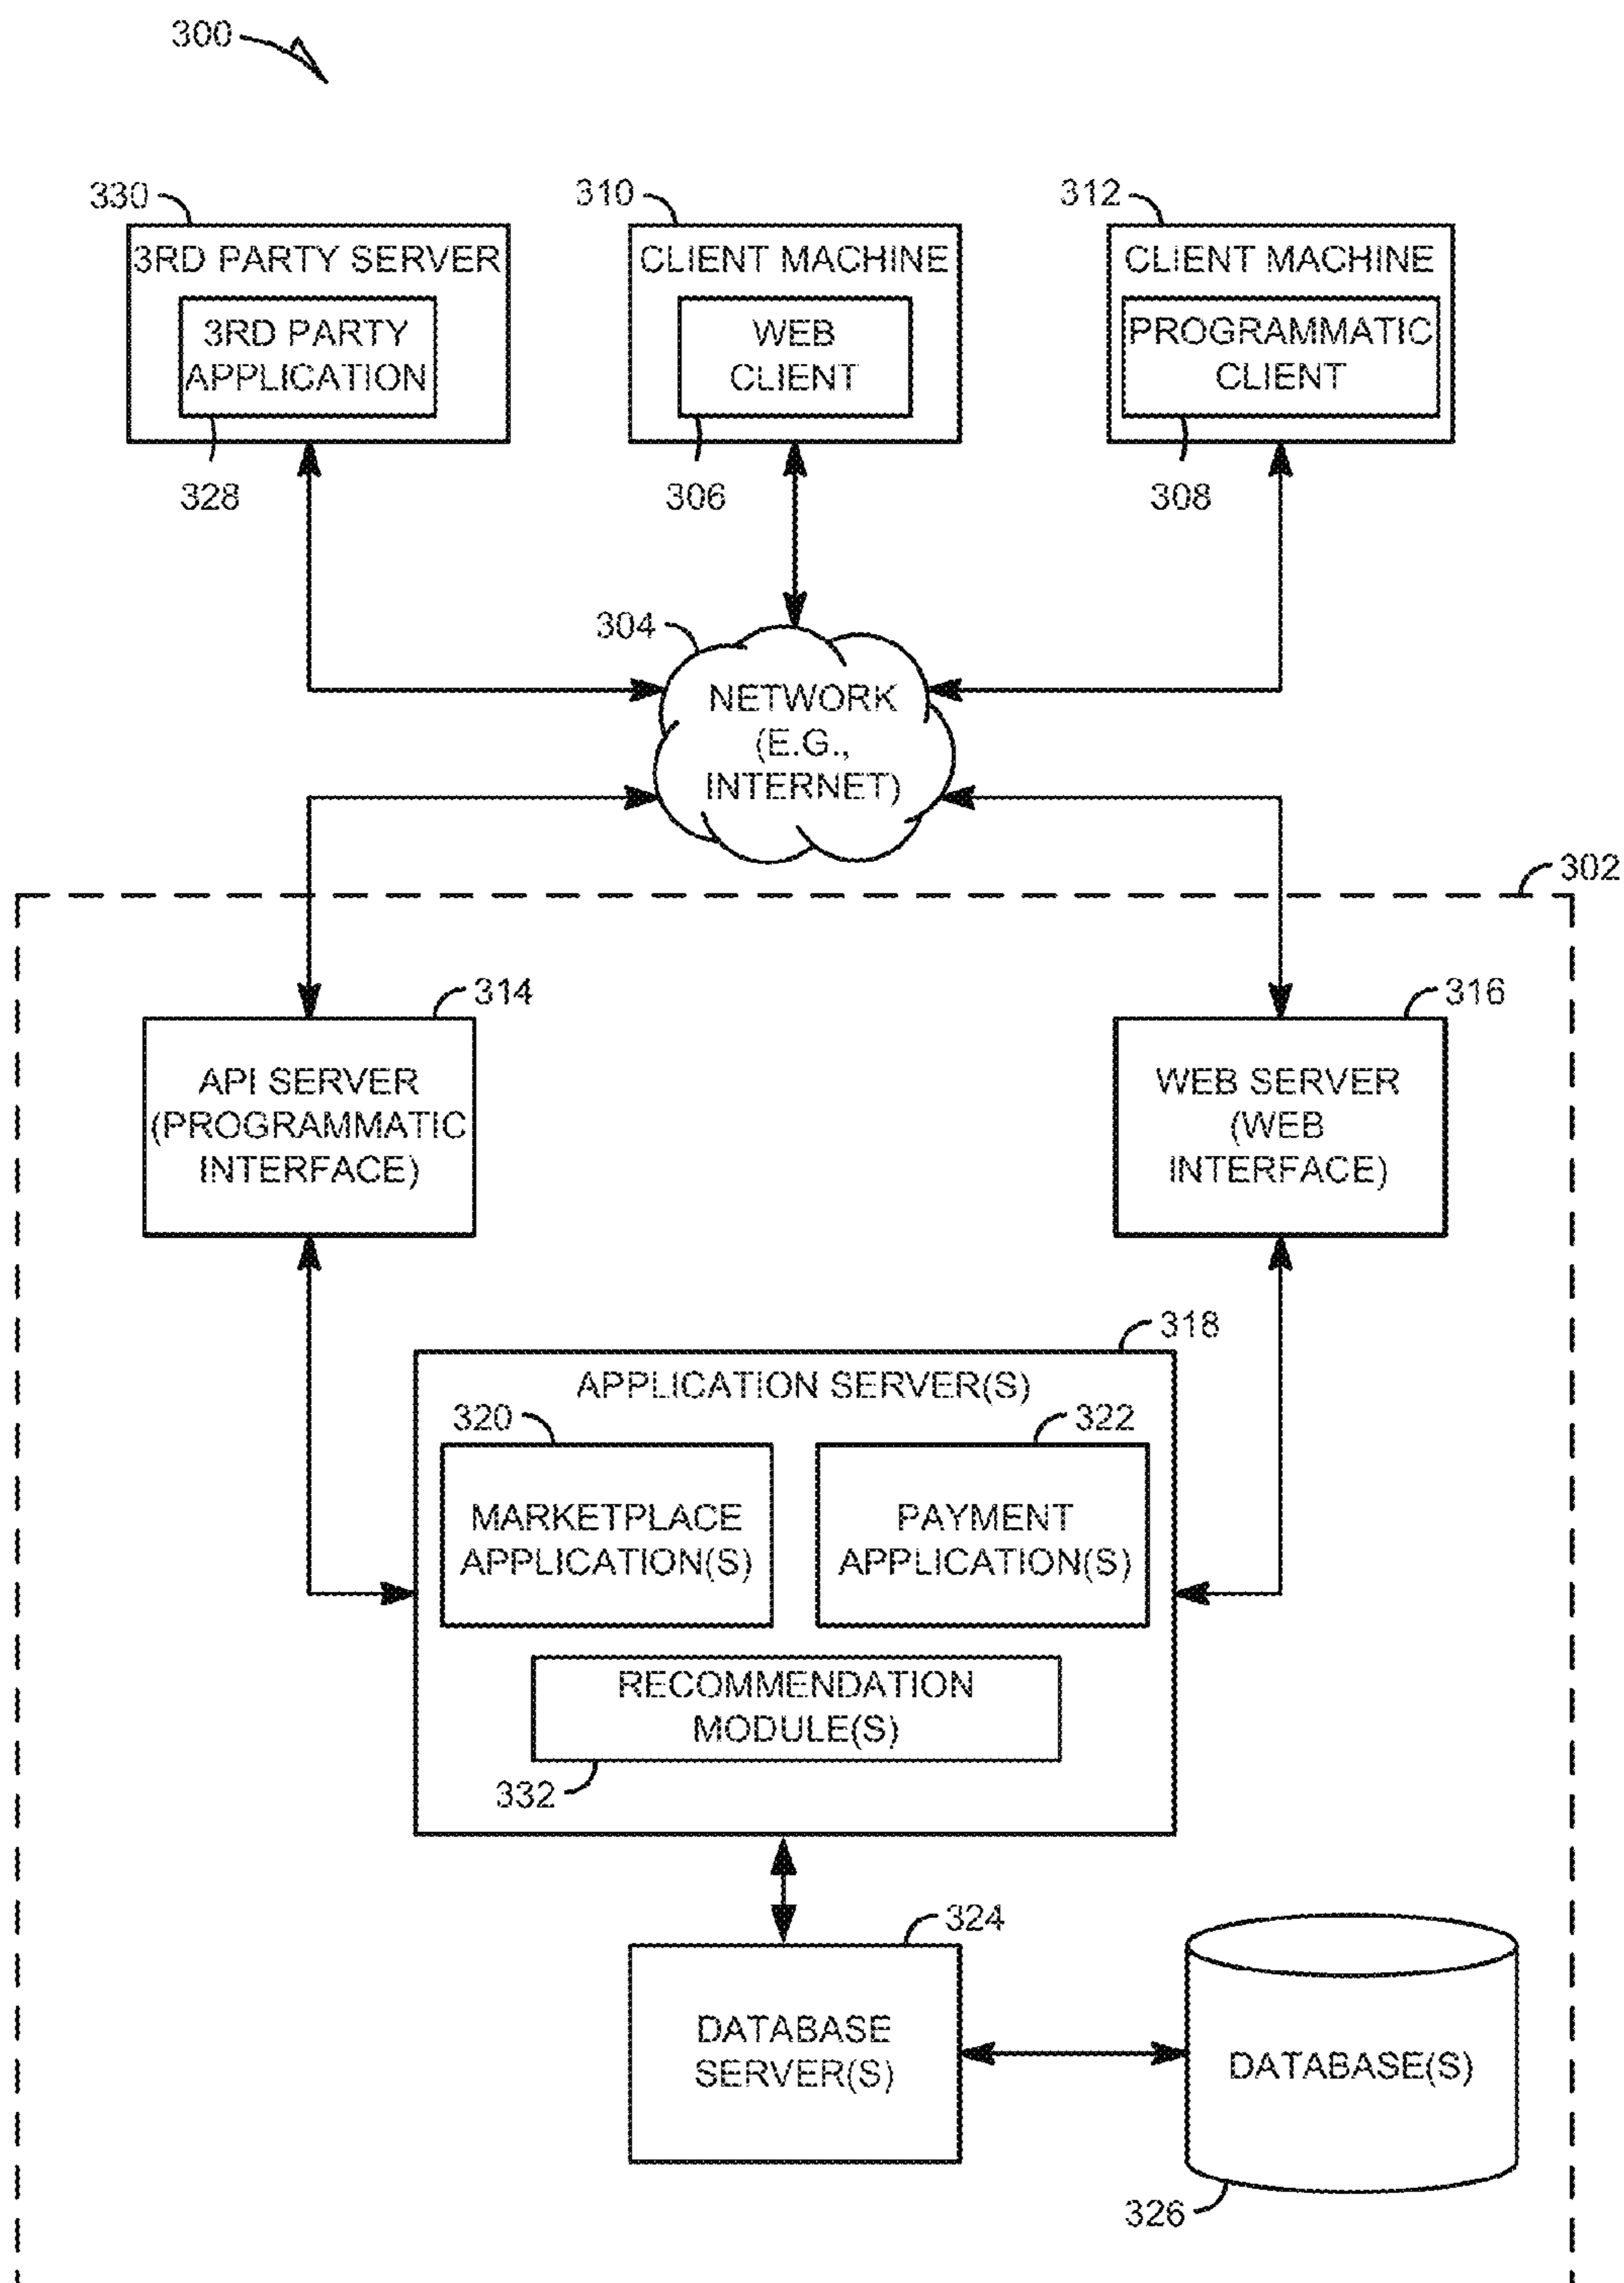 300
330
310
312
3RD PARTY SERVER
CLIENT MACHINE
CLIENT MACHINE
3RD PARTY
APPLICATION
WEB
CLIENT
PROGRAMMATIC
CLIENT
328
306
308
304
NETWORK
(E.G.,
INTERNET)
302
314
316
API SERVER
(PROGRAMMATIC
INTERFACE)
WEB SERVER
(WEB
INTERFACE)
318
APPLICATION SERVER(S)
320
322
MARKETPLACE
APPLICATION(S)
PAYMENT
APPLICATION(S)
RECOMMENDATION
MODULE(S)
332
324
DATABASE
SERVER(S)
DATABASE(S)
326